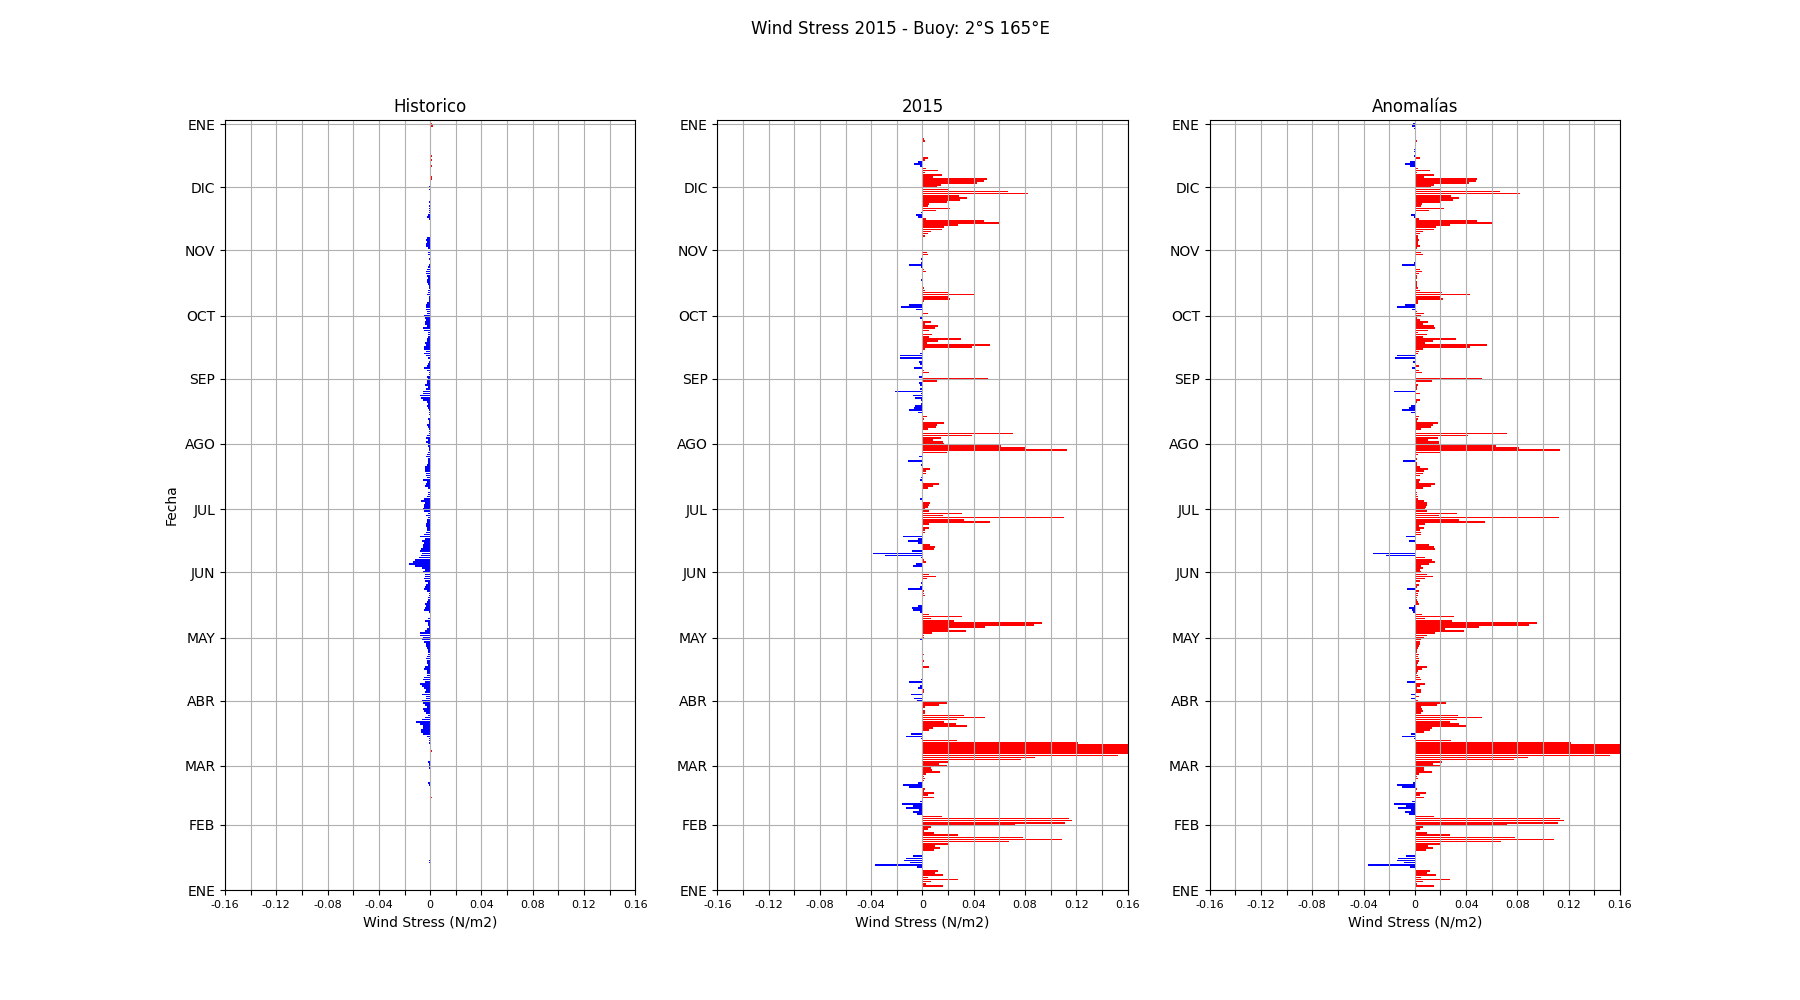 Wind Stress 2015 - Buoy: 2°S 165°E
Historico
2015
Anomalías
ENE
DIC
NOV
OCT
SEP
AGO
JUL
JUN
MAY
ABR
MAR
FEB
ENE
Fecha
-0.16 -0.12 -0.08 -0.04 0 0.04 0.08 0.12 0.16
Wind Stress (N/m2)
ENE
DIC
NOV
OCT
SEP
AGO
JUL
JUN
MAY
ABR
MAR
FEB
ENE
-0.16 -0.12 -0.08 -0.04 0 0.04 0.08 0.12 0.16
Wind Stress (N/m2)
ENE
DIC
NOV
OCT
SEP
AGO
JUL
JUN
MAY
ABR
MAR
FEB
ENE
-0.16 -0.12 -0.08 -0.04 0 0.04 0.08 0.12 0.16
Wind Stress (N/m2)